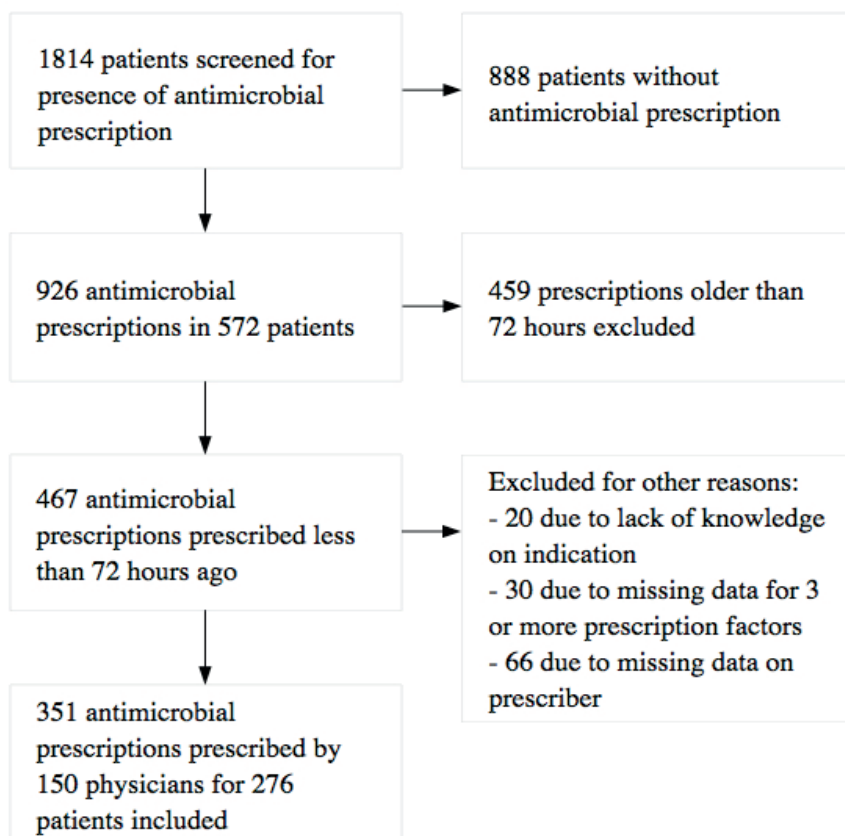 1814 patients screened for
presence of antimicrobial
prescription
888 patients without
antimicrobial prescription
926 antimicrobial
prescriptions in 572 patients
459 prescriptions older than
72 hours excluded
467 antimicrobial
prescriptions prescribed less
than 72 hours ago
Excluded for other reasons:
- 20 due to lack of knowledge
on indication
- 30 due to missing data for 3
or more prescription factors
- 66 due to missing data on
prescriber
351 antimicrobial
prescriptions prescribed by
150 physicians for 276
patients included